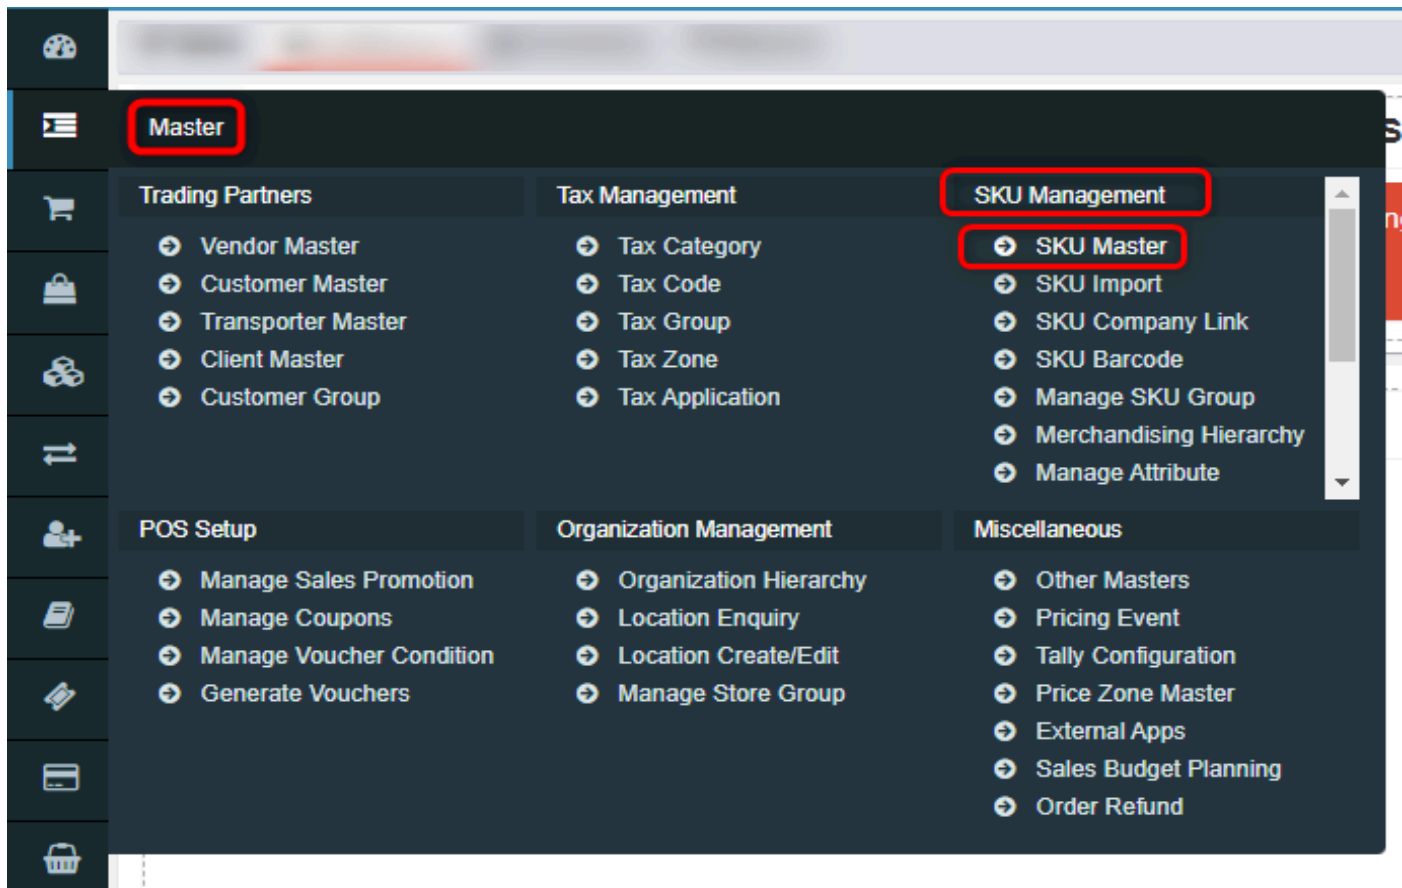 Master
Trading Partners
Vendor Master
Customer Master
Transporter Master
Client Master
Customer Group
Tax Management
Tax Category
Tax Code
Tax Group
Tax Zone
Tax Application
SKU Management
SKU Master
SKU Import
SKU Company Link
SKU Barcode
Manage SKU Group
Merchandising Hierarchy
Manage Attribute
POS Setup
Manage Sales Promotion
Manage Coupons
Manage Voucher Condition
Generate Vouchers
Organization Management
Organization Hierarchy
Location Enquiry
Location Create/Edit
Manage Store Group
Miscellaneous
Other Masters
Pricing Event
Tally Configuration
Price Zone Master
External Apps
Sales Budget Planning
Order Refund